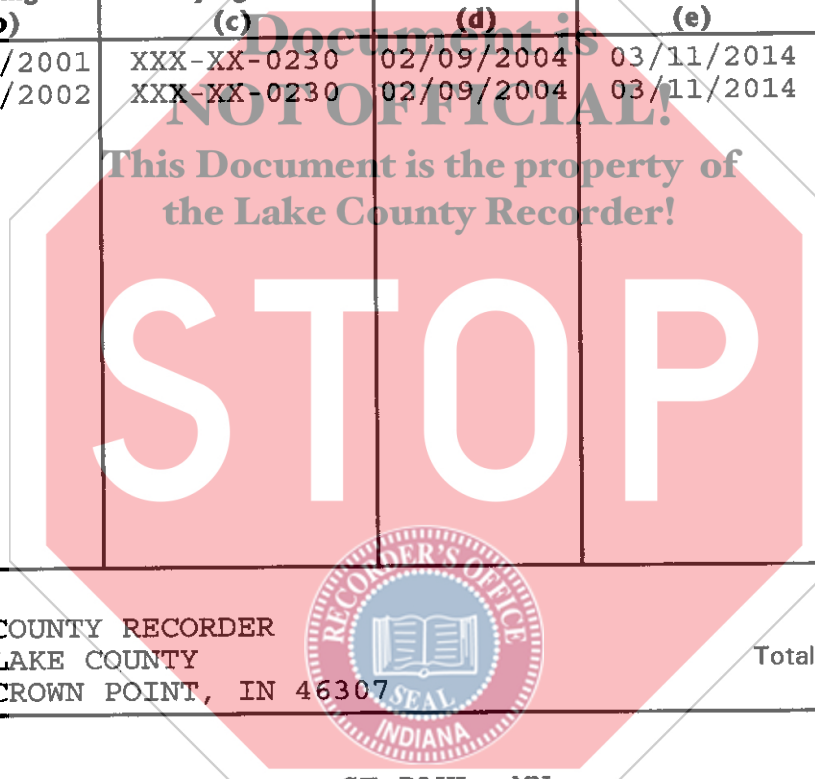 (c) (d) (e)
Document is
/2001 XXX-XX-0230 02/09/2004 03/11/2014
/2002 XXX-XX-0230 02/09/2004 03/11/2014
NOT OFFICIAL!
This Document is the property of
the Lake County Recorder!
STOP
RECORDER'S OFFICE
COUNTY RECORDER
LAKE COUNTY
Total
CROWN POINT, IN 46307
SEAL
INDIANA